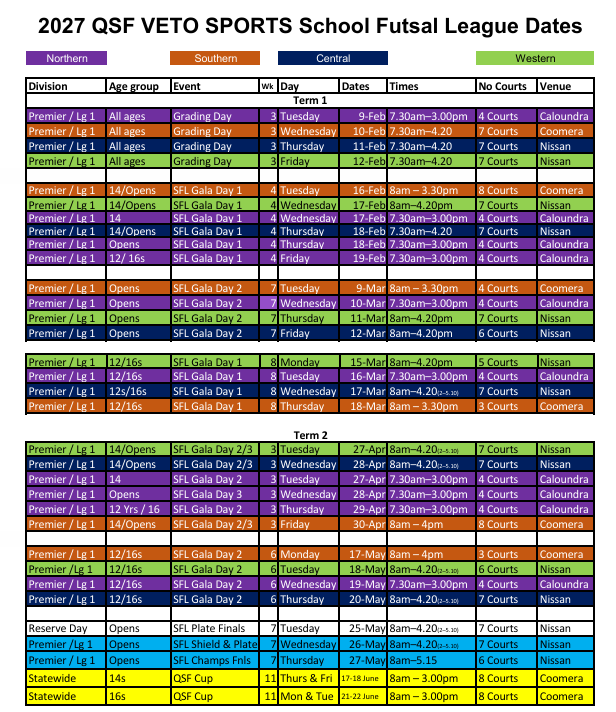 2027 QSF VETO SPORTS School Futsal League Dates
Northern Southern Central Western
Division Age group Event Wk Day Dates Times No Courts Venue
Term 1
Premier / Lg 1 All ages Grading Day 3 Tuesday 9-Feb 7.30am–3.00pm 4 Courts Caloundra
Premier / Lg 1 All ages Grading Day 3 Wednesday 10-Feb 7.30am–4.20 7 Courts Coomera
Premier / Lg 1 All ages Grading Day 3 Thursday 11-Feb 7.30am–4.20 7 Courts Nissan
Premier / Lg 1 All ages Grading Day 3 Friday 12-Feb 7.30am–4.20 7 Courts Nissan
Premier / Lg 1 14/Opens SFL Gala Day 1 4 Tuesday 16-Feb 8am – 3.30pm 8 Courts Coomera
Premier / Lg 1 14/Opens SFL Gala Day 1 4 Wednesday 17-Feb 8am–4.20pm 7 Courts Nissan
Premier / Lg 1 14 SFL Gala Day 1 4 Wednesday 17-Feb 7.30am–3.00pm 4 Courts Caloundra
Premier / Lg 1 14/Opens SFL Gala Day 1 4 Thursday 18-Feb 7.30am–4.20 7 Courts Nissan
Premier / Lg 1 Opens SFL Gala Day 1 4 Thursday 18-Feb 7.30am–3.00pm 4 Courts Caloundra
Premier / Lg 1 12/ 16s SFL Gala Day 1 4 Friday 19-Feb 7.30am–3.00pm 4 Courts Caloundra
Premier / Lg 1 Opens SFL Gala Day 2 7 Tuesday 9-Mar 8am – 3.30pm 4 Courts Coomera
Premier / Lg 1 Opens SFL Gala Day 2 7 Wednesday 10-Mar 7.30am–3.00pm 4 Courts Caloundra
Premier / Lg 1 Opens SFL Gala Day 2 7 Thursday 11-Mar 8am–4.20pm 7 Courts Nissan
Premier / Lg 1 Opens SFL Gala Day 2 7 Friday 12-Mar 8am–4.20pm 6 Courts Nissan
Premier / Lg 1 12/16s SFL Gala Day 1 8 Monday 15-Mar 8am–4.20pm 5 Courts Nissan
Premier / Lg 1 12/16s SFL Gala Day 1 8 Tuesday 16-Mar 7.30am–3.00pm 4 Courts Caloundra
Premier / Lg 1 12s/16s SFL Gala Day 1 8 Wednesday 17-Mar 8am–4.20(2–5.10) 7 Courts Nissan
Premier / Lg 1 12/16s SFL Gala Day 1 8 Thursday 18-Mar 8am – 3.30pm 3 Courts Coomera
Term 2
Premier / Lg 1 14/Opens SFL Gala Day 2/3 3 Tuesday 27-Apr 8am–4.20(2–5.10) 7 Courts Nissan
Premier / Lg 1 14/Opens SFL Gala Day 2/3 3 Wednesday 28-Apr 8am–4.20(2–5.10) 7 Courts Nissan
Premier / Lg 1 14 SFL Gala Day 2 3 Tuesday 27-Apr 7.30am–3.00pm 4 Courts Caloundra
Premier / Lg 1 Opens SFL Gala Day 3 3 Wednesday 28-Apr 7.30am–3.00pm 4 Courts Caloundra
Premier / Lg 1 12 Yrs / 16 SFL Gala Day 2 3 Thursday 29-Apr 7.30am–3.00pm 4 Courts Caloundra
Premier / Lg 1 14/Opens SFL Gala Day 2/3 3 Friday 30-Apr 8am – 4pm 8 Courts Coomera
Premier / Lg 1 12/16s SFL Gala Day 2 6 Monday 17-May 8am – 4pm 3 Courts Coomera
Premier /Lg 1 12/16s SFL Gala Day 2 6 Tuesday 18-May 8am–4.20(2–5.10) 7 Courts Nissan
Premier / Lg 1 12/16s SFL Gala Day 2 6 Wednesday 19-May 7.30am–3.00pm 4 Courts Caloundra
Premier / Lg 1 12/16s SFL Gala Day 2 6 Thursday 20-May 8am–4.20(2–5.10) 7 Courts Nissan
Reserve Day Opens SFL Plate Finals 7 Tuesday 25-May 8am–4.20(2–5.10) 7 Courts Nissan
Premier /Lg 1 Opens SFL Shield & Plate 7 Wednesday 26-May 8am–4.20(2–5.10) 7 Courts Nissan
Premier / Lg 1 Opens SFL Champs Fnls 7 Thursday 27-May 8am–5.15 6 Courts Nissan
Statewide 14s QSF Cup 11 Thurs & Fri 17-18 June 8am – 3.00pm 8 Courts Coomera
Statewide 16s QSF Cup 11 Mon & Tue 21-22 June 8am – 3.00pm 8 Courts Coomera